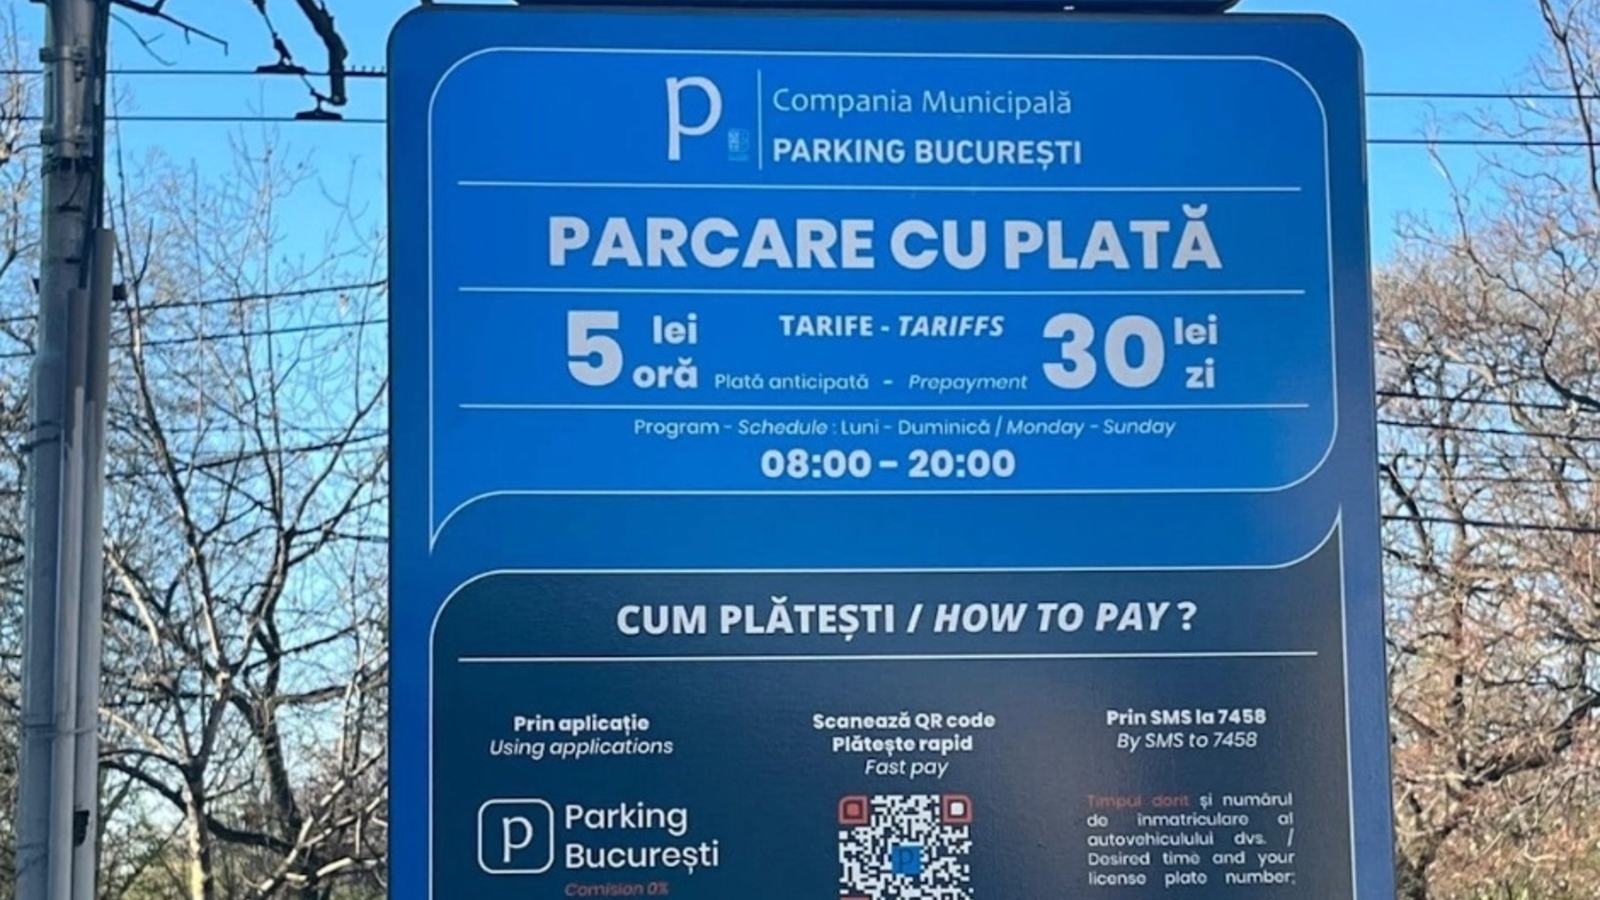 p
Compania Municipală
PARKING BUCUREȘTI
PARCARE CU PLATĂ
5 lei
oră
TARIFE - TARIFFS
Plată anticipată - Prepayment
30 lei
zi
Program - Schedule : Luni - Duminică / Monday - Sunday
08:00 - 20:00
CUM PLĂTEȘTI / HOW TO PAY ?
Prin aplicație
Using applications
p
Parking
București
Comision 0%
Scanează QR code
Plătește rapid
Fast pay
Prin SMS la 7458
By SMS to 7458
Timpul dorit și numărul
de inmatriculare al
autovehiculului dvs. /
Desired time and your
license plate number;